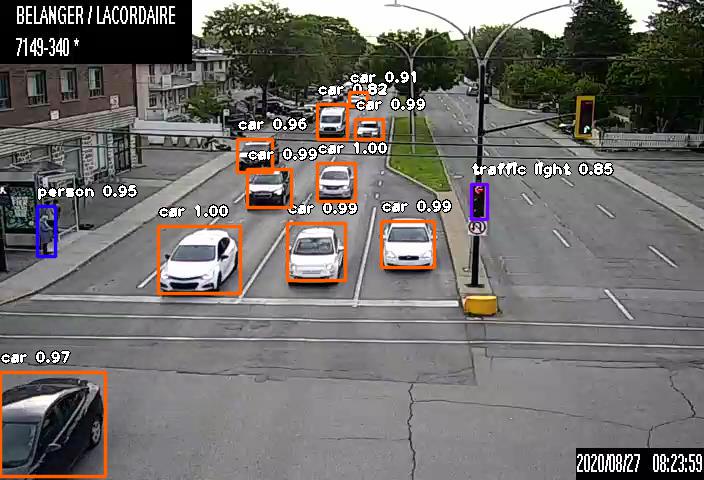 BELANGER / LACORDAIRE
7149-340 *
car 0.91
car 0.82
car 0.99
car 0.96
car 0.99
car 1.00
traffic light 0.85
person 0.95
car 1.00
car 0.99
car 0.99
car 0.97
2020/08/27 08:23:59